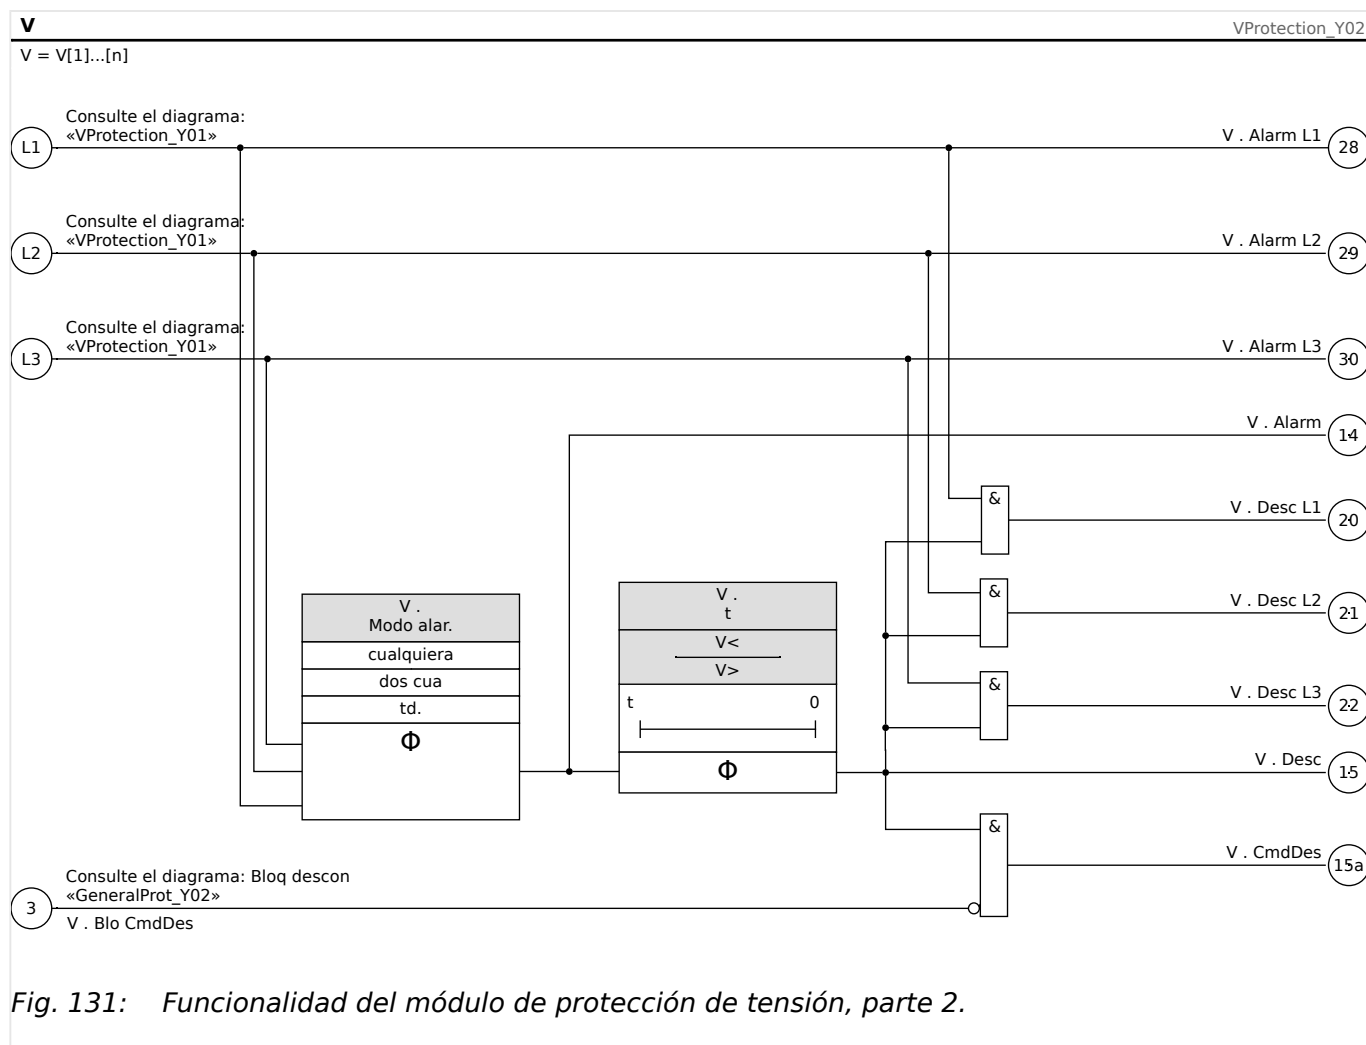 V
VProtection_Y02
V = V[1]...[n]
Consulte el diagrama:
«VProtection_Y01»
L1
V . Alarm L1
28
Consulte el diagrama:
«VProtection_Y01»
L2
V . Alarm L2
29
Consulte el diagrama:
«VProtection_Y01»
L3
V . Alarm L3
30
V . Alarm
14
&
V . Desc L1
20
&
V . Desc L2
21
&
V . Desc L3
22
V .
Modo alar.
cualquiera
dos cua
td.
Φ
V .
t
V<
V>
t 0
Φ
V . Desc
15
&
V . CmdDes
15a
Consulte el diagrama: Bloq descon
«GeneralProt_Y02»
3
V . Blo CmdDes
Fig. 131: Funcionalidad del módulo de protección de tensión, parte 2.